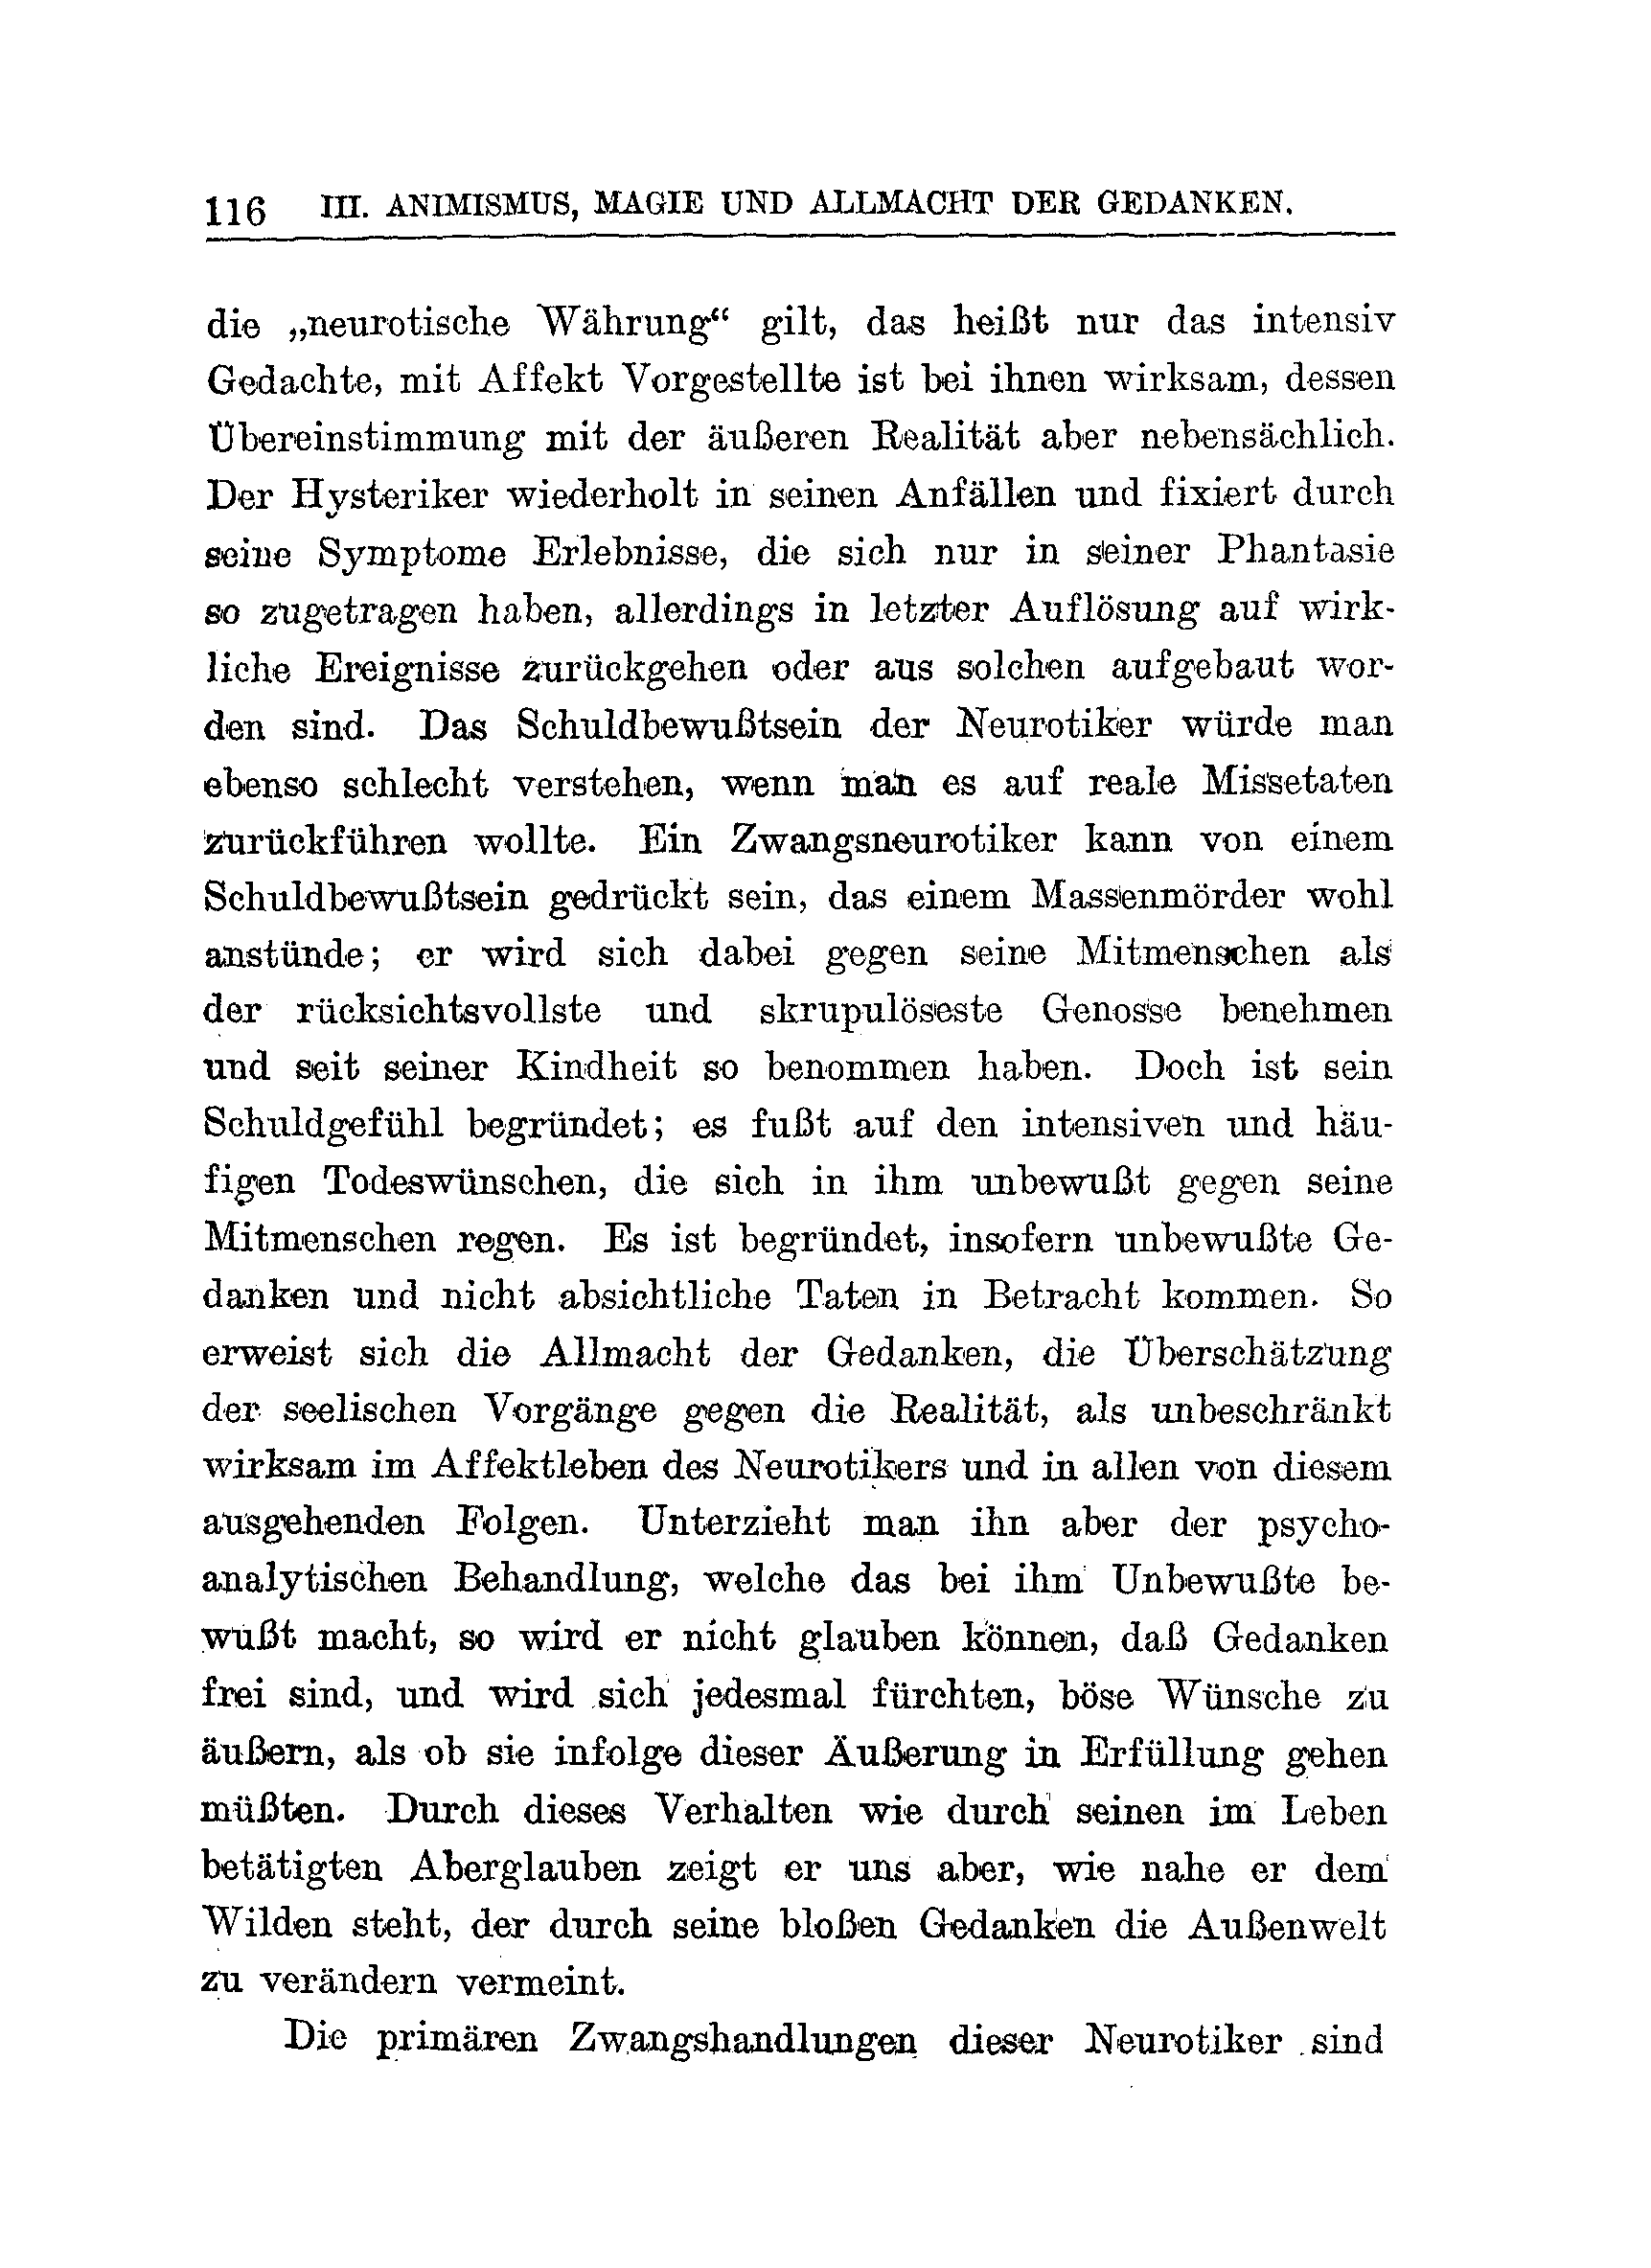 116 III. ANIMISMUS, MAGIE UND ALLMACHT DER GEDANKEN.
die „neurotische Währung“ gilt, das heißt nur das intensiv
Gedachte, mit Affekt Vorgestellte ist bei ihnen wirksam, dessen
Übereinstimmung mit der äußeren Realität aber nebensächlich.
Der Hysteriker wiederholt in seinen Anfällen und fixiert durch
seine Symptome Erlebnisse, die sich nur in seiner Phantasie
so zugetragen haben, allerdings in letzter Auflösung auf wirk-
liche Ereignisse zurückgehen oder aus solchen aufgebaut wor-
den sind. Das Schuldbewußtsein der Neurotiker würde man
ebenso schlecht verstehen, wenn man es auf reale Missetaten
zurückführen wollte. Ein Zwangsneurotiker kann von einem
Schuldbewußtsein gedrückt sein, das einem Massenmörder wohl
anstünde; er wird sich dabei gegen seine Mitmenschen als
der rücksichtsvollste und skrupulöseste Genosse benehmen
und seit seiner Kindheit so benommen haben. Doch ist sein
Schuldgefühl begründet; es fußt auf den intensiven und häu-
figen Todeswünschen, die sich in ihm unbewußt gegen seine
Mitmenschen regen. Es ist begründet, insofern unbewußte Ge-
danken und nicht absichtliche Taten in Betracht kommen. So
erweist sich die Allmacht der Gedanken, die Überschätzung
der seelischen Vorgänge gegen die Realität, als unbeschränkt
wirksam im Affektleben des Neurotikers und in allen von diesem
ausgehenden Folgen. Unterzieht man ihn aber der psycho-
analytischen Behandlung, welche das bei ihm Unbewußte be-
wußt macht, so wird er nicht glauben können, daß Gedanken
frei sind, und wird sich jedesmal fürchten, böse Wünsche zu
äußern, als ob sie infolge dieser Äußerung in Erfüllung gehen
müßten. Durch dieses Verhalten wie durch seinen im Leben
betätigten Aberglauben zeigt er uns aber, wie nahe er dem
Wilden steht, der durch seine bloßen Gedanken die Außenwelt
zu verändern vermeint.
Die primären Zwangshandlungen dieser Neurotiker sind